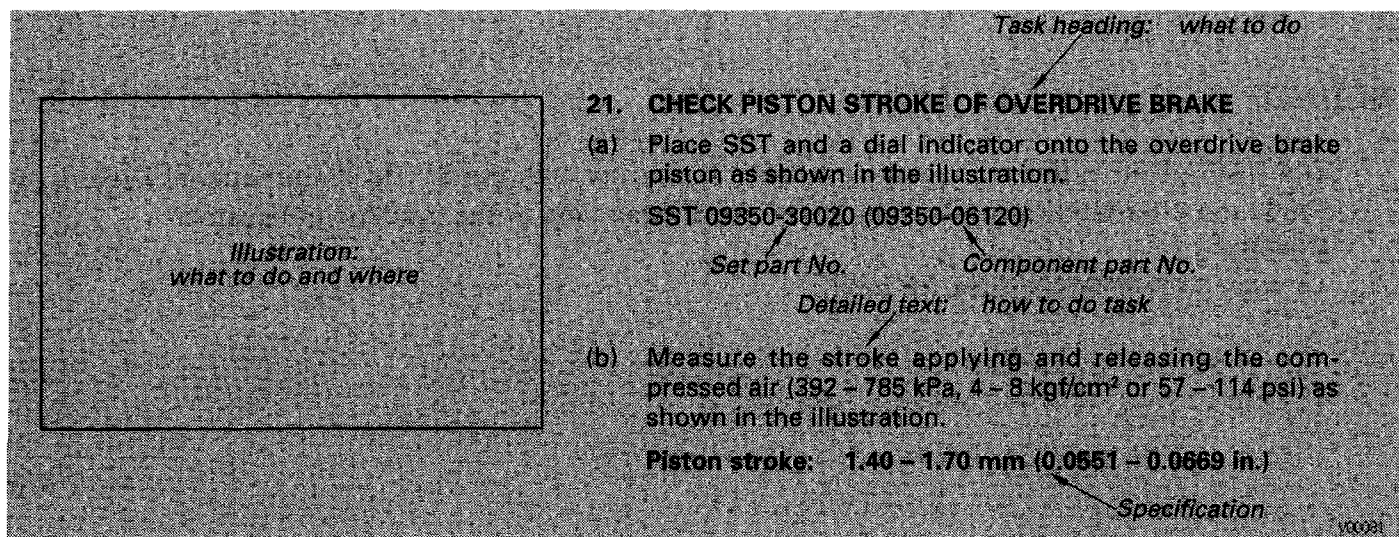 Task heading: what to do
21. CHECK PISTON STROKE OF OVERDRIVE BRAKE
(a) Place SST and a dial indicator onto the overdrive brake
piston as shown in the illustration.
SST 09350-30020 (09350-06120)
Illustration:
what to do and where
Set part No. Component part No.
Detailed text: how to do task
(b) Measure the stroke applying and releasing the com-
pressed air (392 – 785 kPa, 4 – 8 kgf/cm² or 57 – 114 psi) as
shown in the illustration.
Piston stroke: 1.40 – 1.70 mm (0.0551 – 0.0669 in.)
Specification